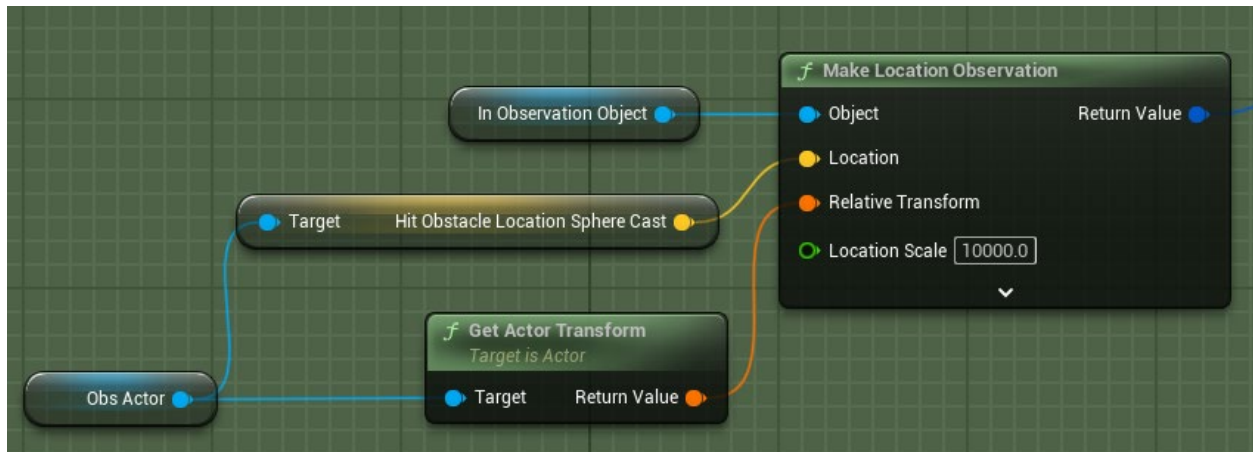 f Make Location Observation
In Observation Object
Object
Return Value
Location
Target
Hit Obstacle Location Sphere Cast
Relative Transform
Location Scale 10000.0
f Get Actor Transform
Target is Actor
Obs Actor
Target
Return Value